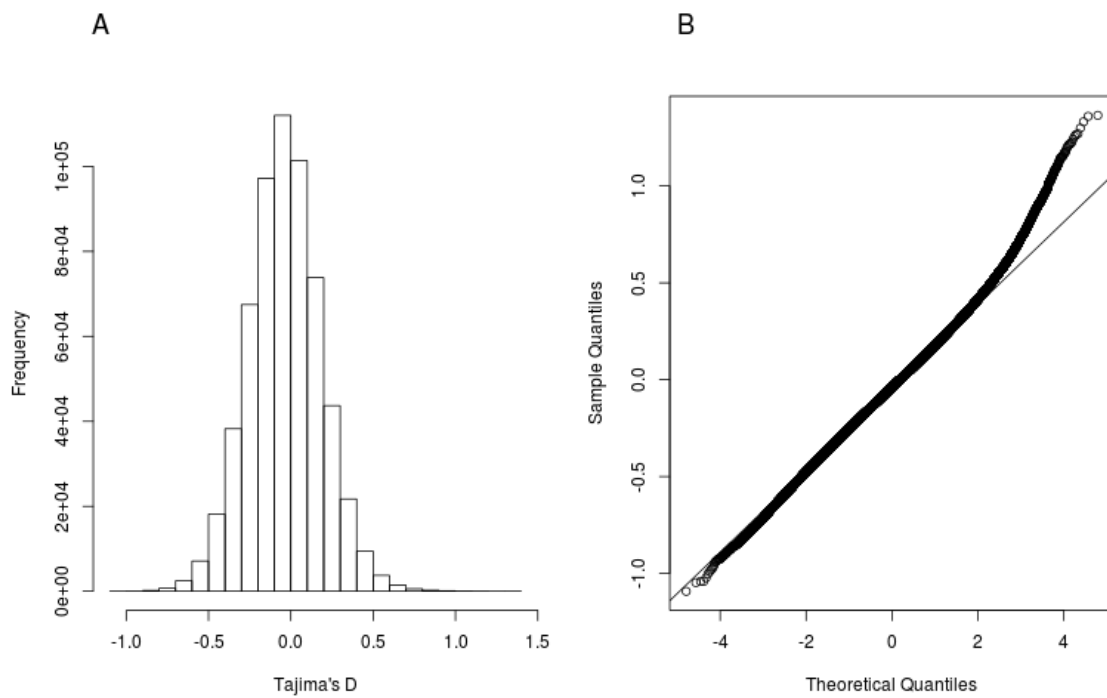 A
B
Frequency
0e+00
2e+04
4e+04
6e+04
8e+04
1e+05
-1.0
-0.5
0.0
0.5
1.0
1.5
Tajima's D
Sample Quantiles
-1.0
-0.5
0.0
0.5
1.0
-4
-2
0
2
4
Theoretical Quantiles